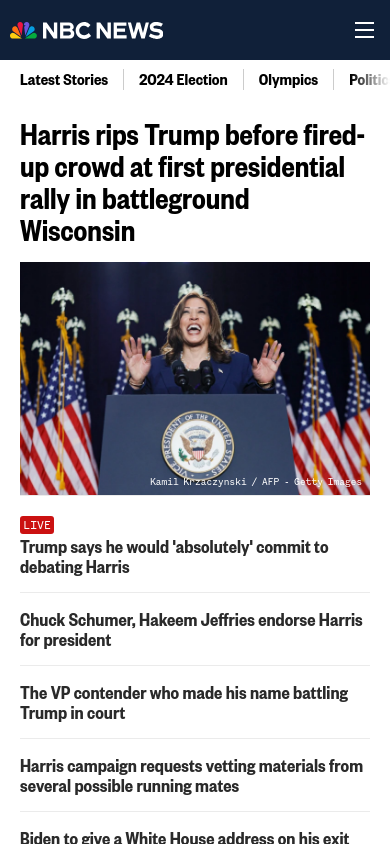 NBC NEWS
Latest Stories
2024 Election
Olympics
Politic
Harris rips Trump before fired-
up crowd at first presidential
rally in battleground
Wisconsin
VICE PRESIDENT
Kamil Krzaczynski / AFP - Getty Images
LIVE
Trump says he would 'absolutely' commit to
debating Harris
Chuck Schumer, Hakeem Jeffries endorse Harris
for president
The VP contender who made his name battling
Trump in court
Harris campaign requests vetting materials from
several possible running mates
Biden to give a White House address on his exit